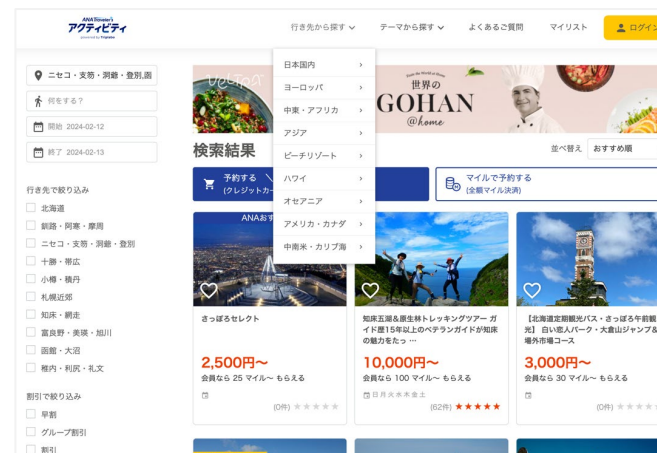 ANA Traveler's
アクティビティ
powered by Veltra
行き先から探す
テーマから探す
よくあるご質問
マイリスト
ログイン
日本国内
ヨーロッパ
中東・アフリカ
アジア
ビーチリゾート
ハワイ
オセアニア
アメリカ・カナダ
中南米・カリブ海
ニセコ・支笏・洞爺・登別,函
何をする?
開始 2024-02-12
終了 2024-02-13
VELTRA
世界の
GOHAN
@home
検索結果
並べ替え おすすめ順
予約する
(クレジットカー
マイルで予約する
(全額マイル決済)
行き先で絞り込み
北海道
釧路・阿寒・摩周
ニセコ・支笏・洞爺・登別
十勝・帯広
小樽・積丹
札幌近郊
知床・網走
富良野・美瑛・旭川
函館・大沼
稚内・利尻・礼文
割引で絞り込み
早割
グループ割引
割引
ANAおす
さっぽろセレクト
2,500円〜
会員なら 25 マイル〜 もらえる
(0件) ★★★★★
知床五湖&原生林トレッキングツアー ガ
イド歴15年以上のベテランガイドが知床
の魅力をたっ …
10,000円〜
会員なら 100 マイル〜 もらえる
日月火水木金土
(62件) ★★★★★
【北海道定期観光バス・さっぽろ午前観
光】 白い恋人パーク・大倉山ジャンプ&
場外市場コース
3,000円〜
会員なら 30 マイル〜 もらえる
(0件) ★★★★